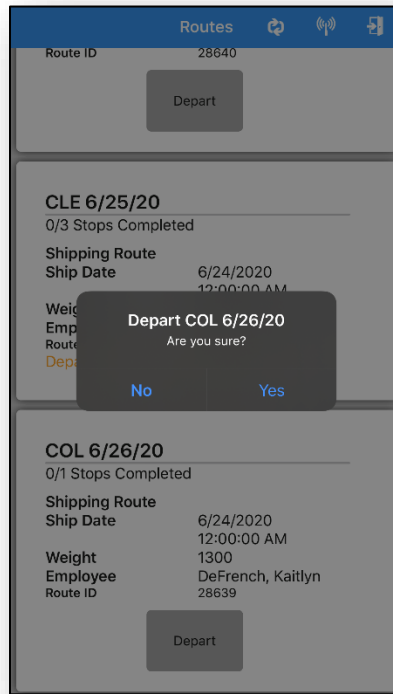 Routes
Route ID 28640
Depart
CLE 6/25/20
0/3 Stops Completed
Shipping Route
Ship Date 6/24/2020
12:00:00 AM
Depart COL 6/26/20
Are you sure?
No Yes
COL 6/26/20
0/1 Stops Completed
Shipping Route
Ship Date 6/24/2020
12:00:00 AM
Weight 1300
Employee DeFrench, Kaitlyn
Route ID 28639
Depart